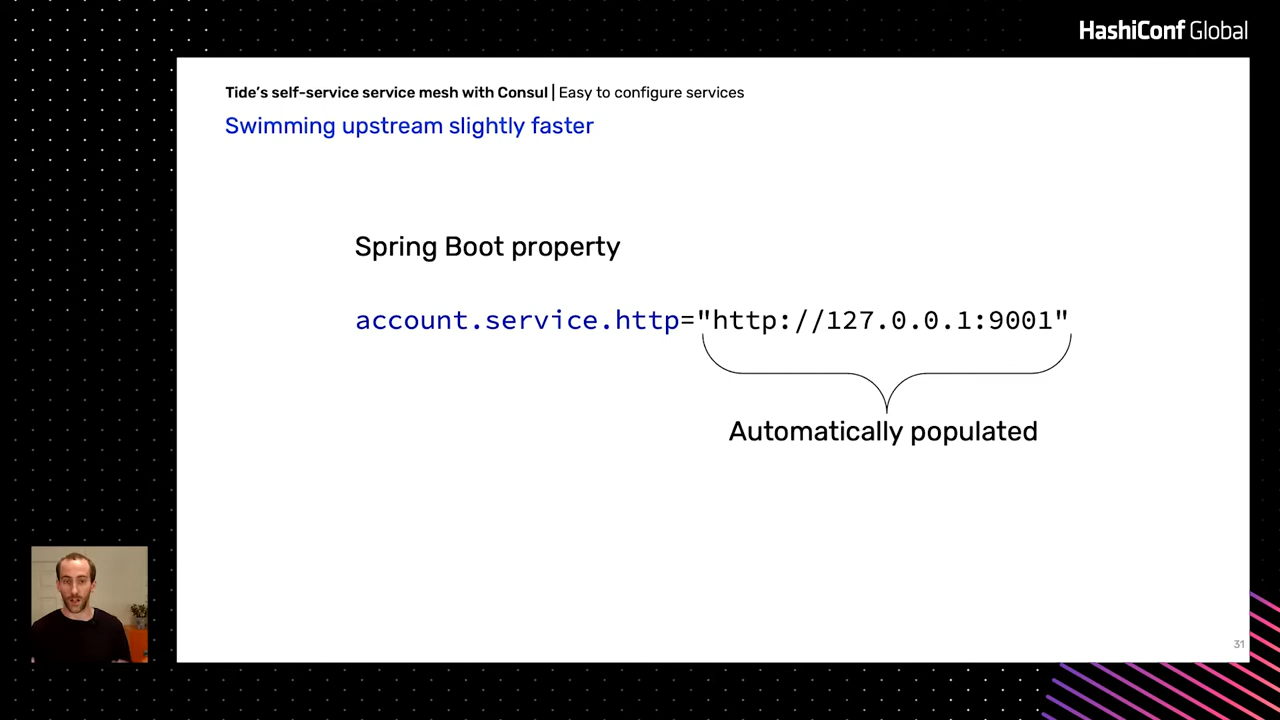 HashiConf Global
Tide's self-service service mesh with Consul | Easy to configure services
Swimming upstream slightly faster
Spring Boot property
account.service.http="http://127.0.0.1:9001"
Automatically populated
31